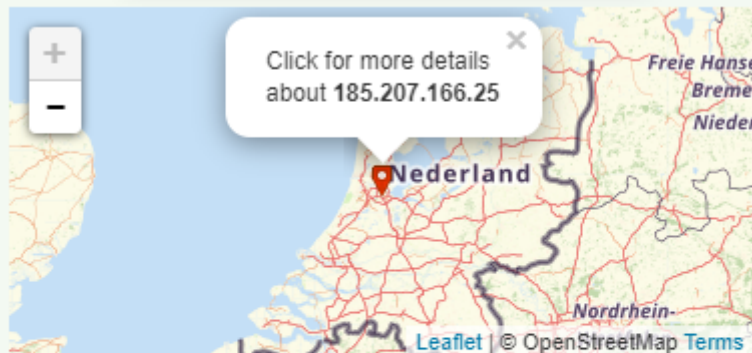 +
−
×
Click for more details
about 185.207.166.25
Freie Hanse
Breme
Nieder
Nederland
Nordrhein-
Leaflet | © OpenStreetMap Terms